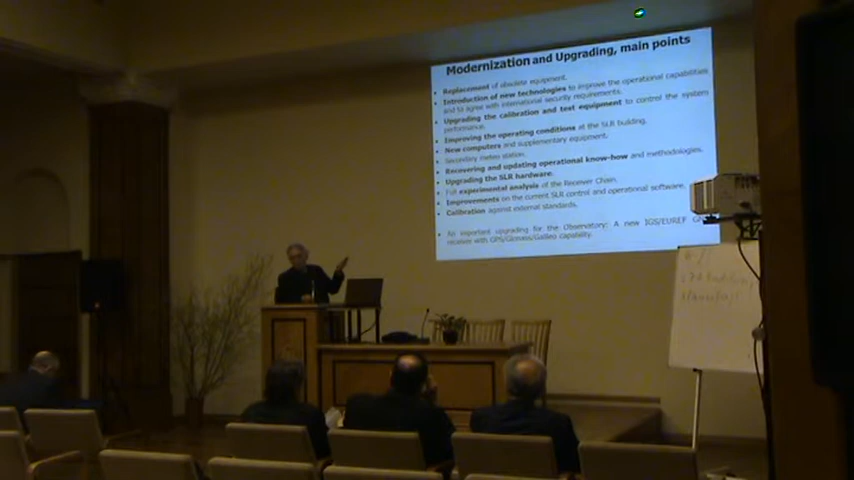 Modernization and Upgrading, main points
• Replacement of obsolete equipment.
• Introduction of new technologies to improve the operational capabilities
and to agree with international security requirements.
• Upgrading the calibration and test equipment to control the system
performance.
• Improving the operating conditions at the SLR building.
• New computers and supplementary equipment.
• Secondary meteo station.
• Recovering and updating operational know-how and methodologies.
• Upgrading the SLR hardware.
• Full experimental analysis of the Receiver Chain.
• Improvements on the current SLR control and operational software.
• Calibration against external standards.
• An important upgrading for the Observatory: A new IGS/EUREF
receiver with GPS/Glonass/Galileo capability.